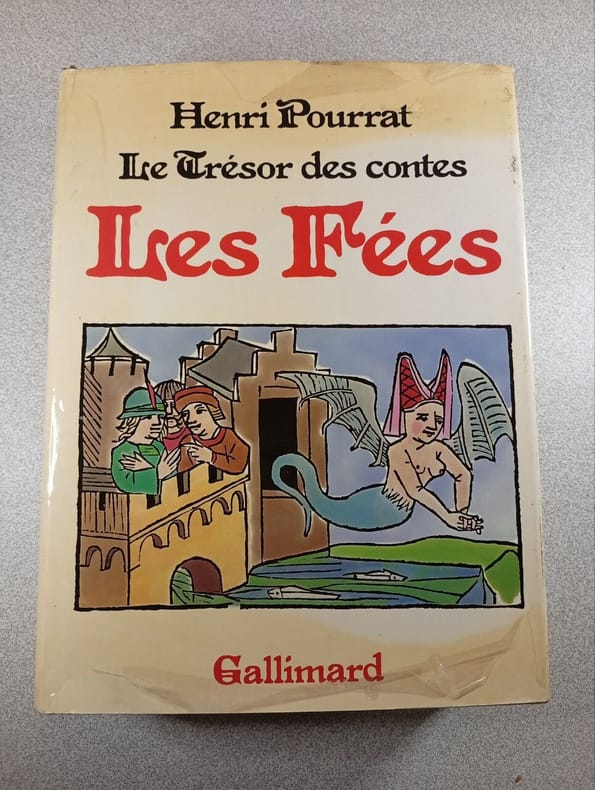 Henri Pourrat
Le Trésor des contes
Les Fées
Gallimard